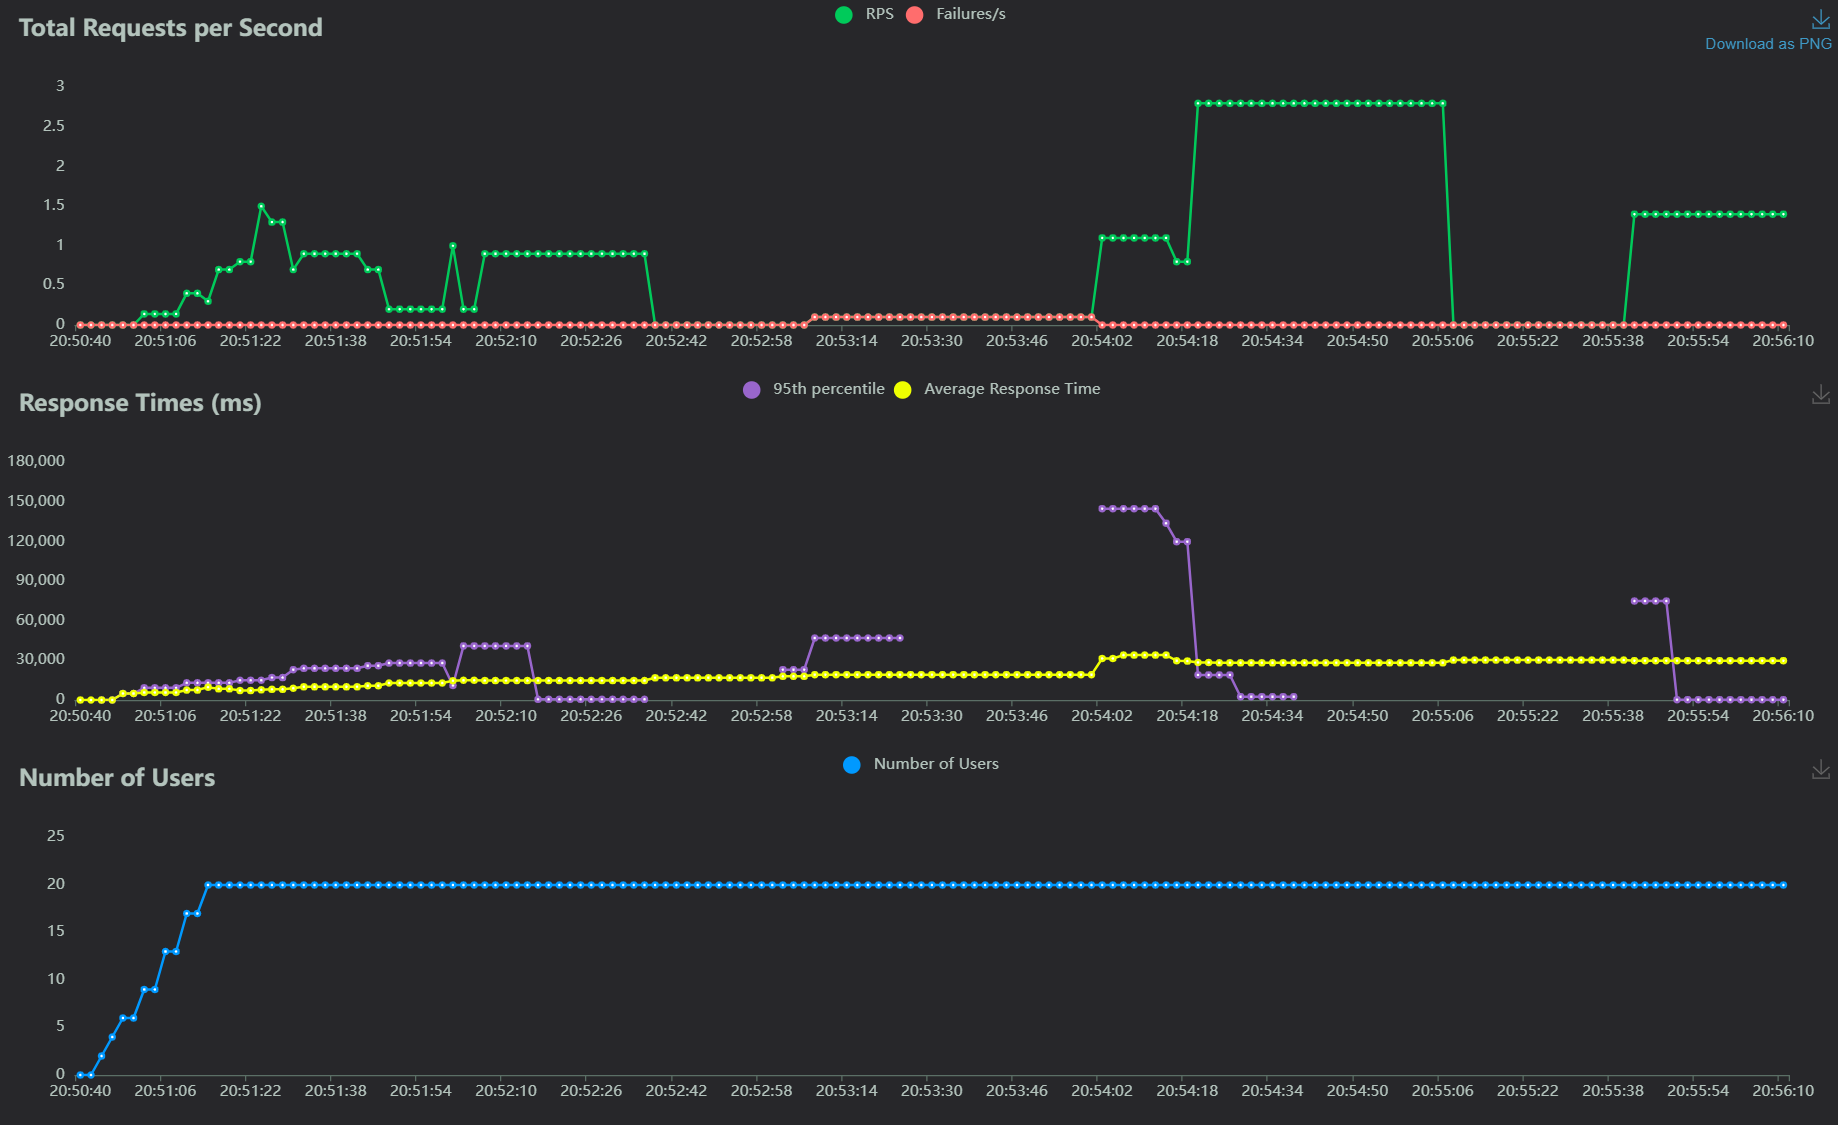 Total Requests per Second
RPS Failures/s
Download as PNG
3
2.5
2
1.5
1
0.5
0
20:50:40 20:51:06 20:51:22 20:51:38 20:51:54 20:52:10 20:52:26 20:52:42 20:52:58 20:53:14 20:53:30 20:53:46 20:54:02 20:54:18 20:54:34 20:54:50 20:55:06 20:55:22 20:55:38 20:55:54 20:56:10
Response Times (ms)
95th percentile Average Response Time
180,000
150,000
120,000
90,000
60,000
30,000
0
20:50:40 20:51:06 20:51:22 20:51:38 20:51:54 20:52:10 20:52:26 20:52:42 20:52:58 20:53:14 20:53:30 20:53:46 20:54:02 20:54:18 20:54:34 20:54:50 20:55:06 20:55:22 20:55:38 20:55:54 20:56:10
Number of Users
Number of Users
25
20
15
10
5
0
20:50:40 20:51:06 20:51:22 20:51:38 20:51:54 20:52:10 20:52:26 20:52:42 20:52:58 20:53:14 20:53:30 20:53:46 20:54:02 20:54:18 20:54:34 20:54:50 20:55:06 20:55:22 20:55:38 20:55:54 20:56:10